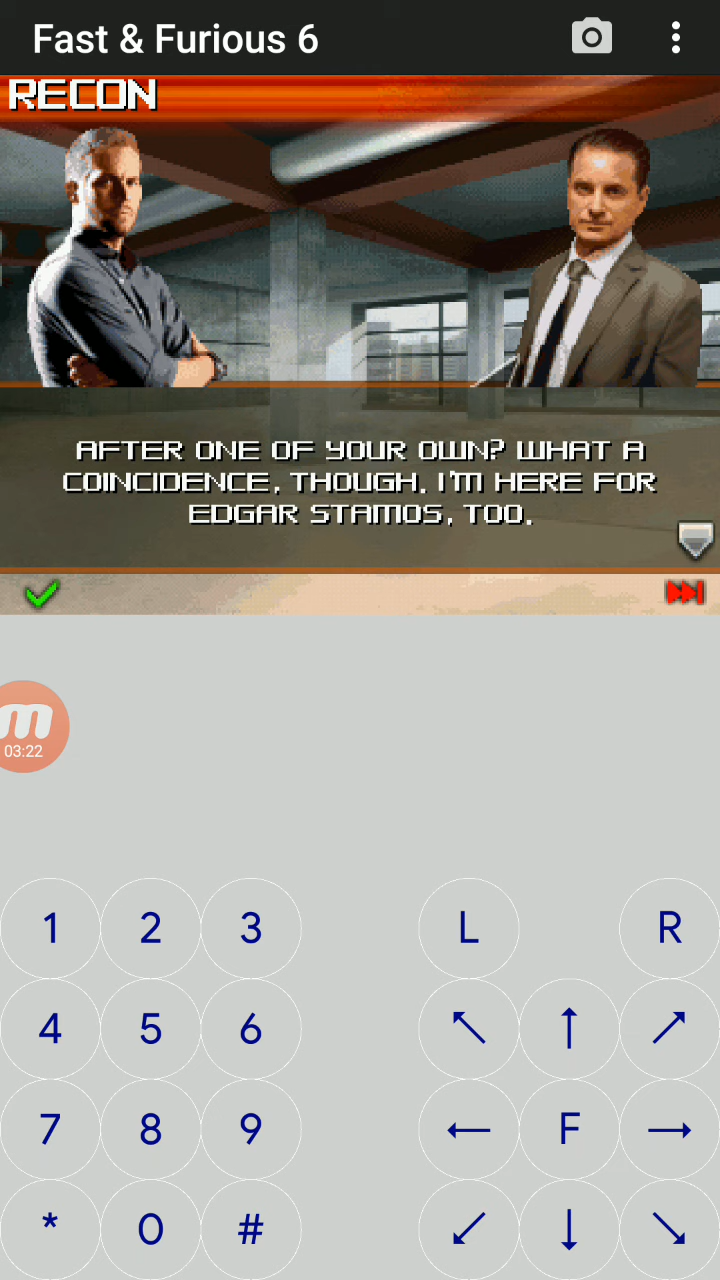 Fast & Furious 6
RECON
AFTER ONE OF YOUR OWN? WHAT A
COINCIDENCE, THOUGH, I'M HERE FOR
EDGAR STAMOS, TOO.
m
03:22
1 2 3 L R
4 5 6 ↖ ↑ ↗
7 8 9 ← F →
* 0 # ↙ ↓ ↘